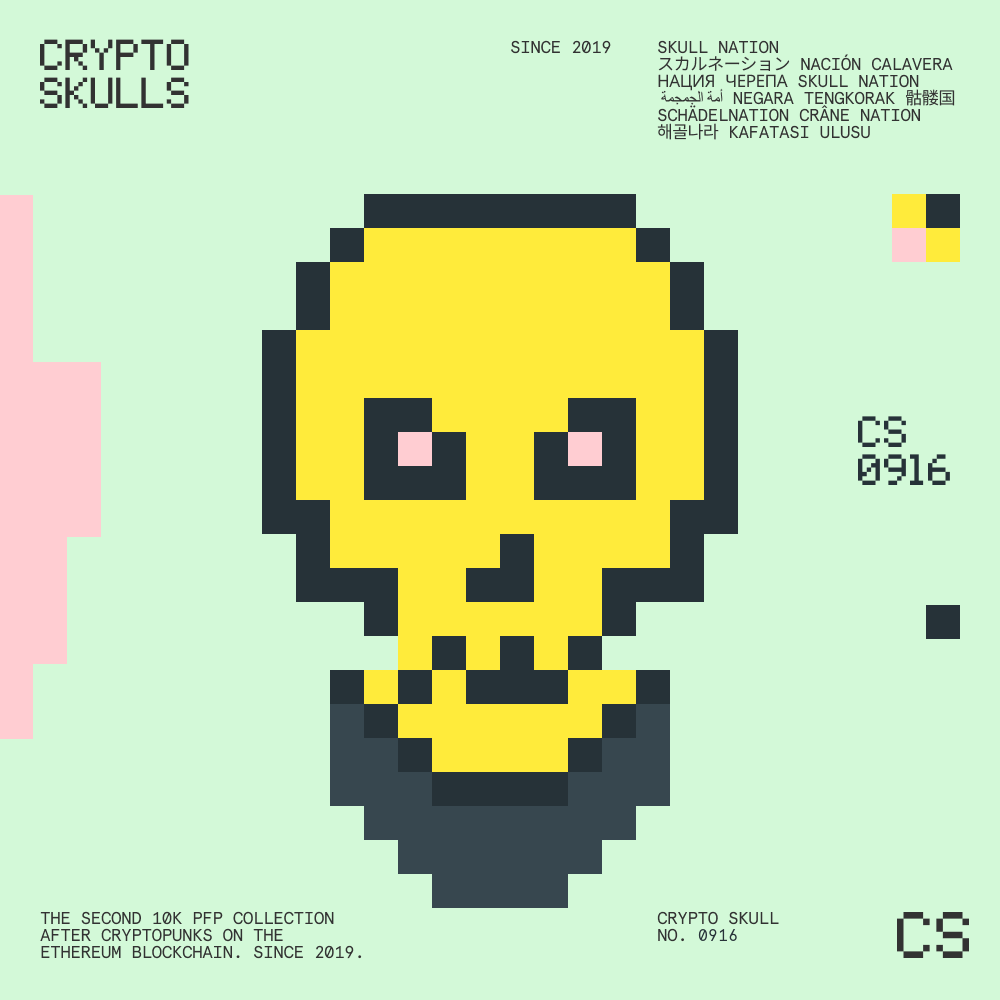 CRYPTO
SKULLS
SINCE 2019
SKULL NATION
スカルネーション NACIÓN CALAVERA
НАЦИЯ ЧЕРЕПА SKULL NATION
أمة الجمجمة NEGARA TENGKORAK 骷髅国
SCHÄDELNATION CRÂNE NATION
해골나라 KAFATASI ULUSU
CS
0916
THE SECOND 10K PFP COLLECTION
AFTER CRYPTOPUNKS ON THE
ETHEREUM BLOCKCHAIN. SINCE 2019.
CRYPTO SKULL
NO. 0916
CS